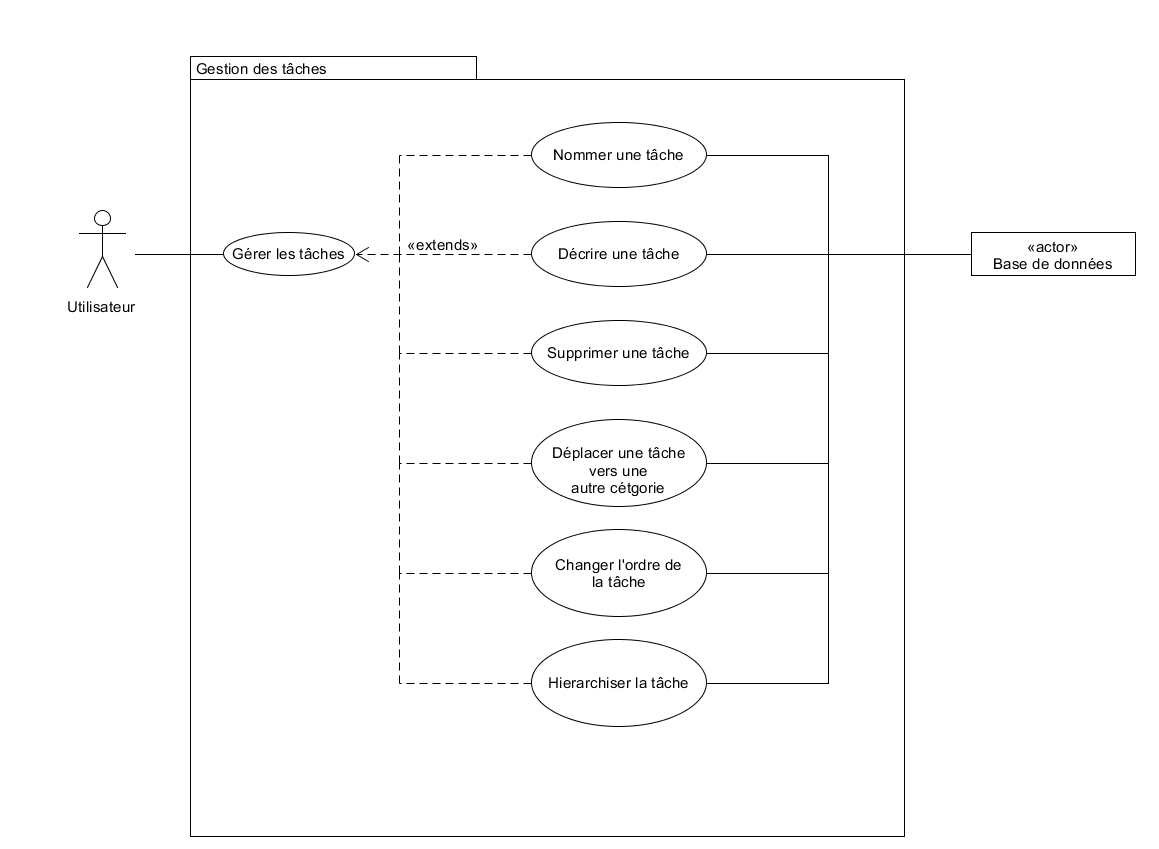 Gestion des tâches
Nommer une tâche
Utilisateur
Gérer les tâches
«extends»
Décrire une tâche
«actor»
Base de données
Supprimer une tâche
Déplacer une tâche
vers une
autre cétgorie
Changer l'ordre de
la tâche
Hierarchiser la tâche